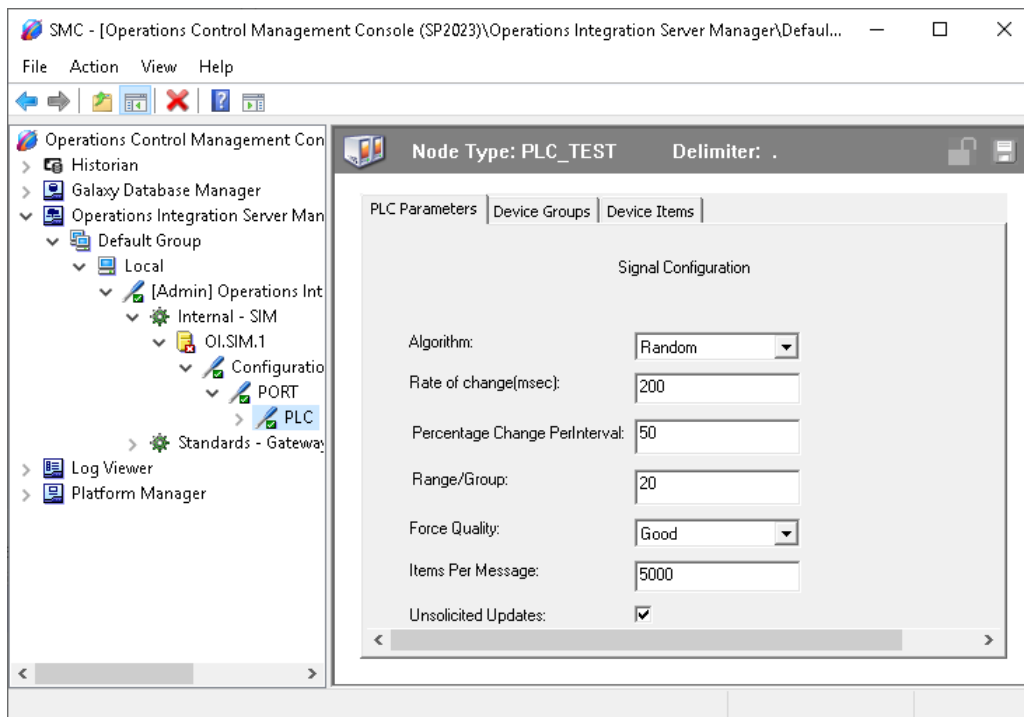 SMC - [Operations Control Management Console (SP2023)\Operations Integration Server Manager\Defaul...
File Action View Help
Operations Control Management Con
Historian
Galaxy Database Manager
Operations Integration Server Man
Default Group
Local
[Admin] Operations Int
Internal - SIM
OI.SIM.1
Configuratio
PORT
PLC
Standards - Gateway
Log Viewer
Platform Manager
Node Type: PLC_TEST Delimiter: .
PLC Parameters Device Groups Device Items
Signal Configuration
Algorithm: Random
Rate of change(msec): 200
Percentage Change PerInterval: 50
Range/Group: 20
Force Quality: Good
Items Per Message: 5000
Unsolicited Updates: